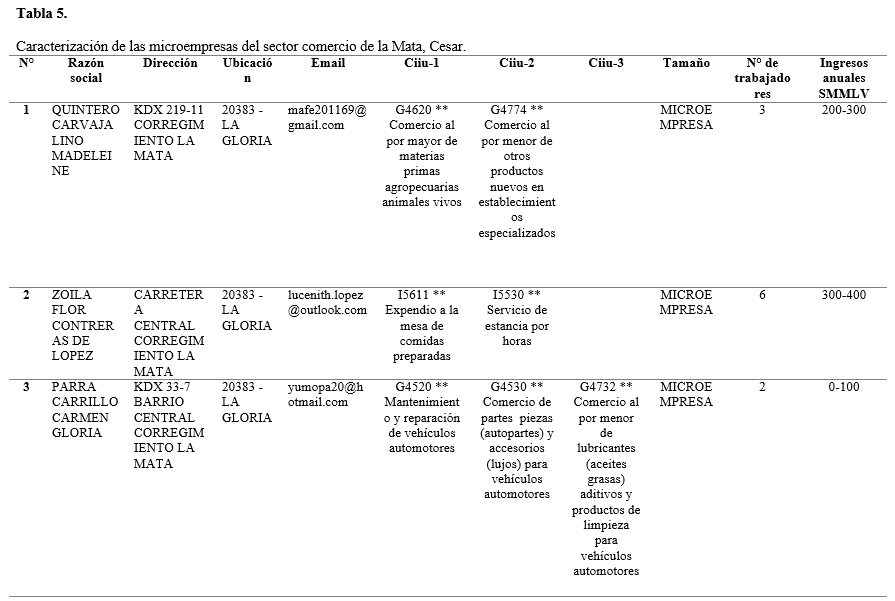 Tabla 5.
Caracterización de las microempresas del sector comercio de la Mata, Cesar.
N° Razón social Dirección Ubicación Email Ciiu-1 Ciiu-2 Ciiu-3 Tamaño N° de trabajadores Ingresos anuales SMMLV
1 QUINTERO CARVAJALINO MADELEINE KDX 219-11 CORREGIMIENTO LA MATA 20383 - LA GLORIA mafe201169@gmail.com G4620 ** Comercio al por mayor de materias primas agropecuarias animales vivos G4774 ** Comercio al por menor de otros productos nuevos en establecimientos especializados MICROEMPRESA 3 200-300
2 ZOILA FLOR CONTRERAS DE LOPEZ CARRETERA CENTRAL CORREGIMIENTO LA MATA 20383 - LA GLORIA lucenith.lopez@outlook.com I5611 ** Expendio a la mesa de comidas preparadas I5530 ** Servicio de estancia por horas MICROEMPRESA 6 300-400
3 PARRA CARRILLO CARMEN GLORIA KDX 33-7 BARRIO CENTRAL CORREGIMIENTO LA MATA 20383 - LA GLORIA yumopa20@hotmail.com G4520 ** Mantenimiento y reparación de vehículos automotores G4530 ** Comercio de partes piezas (autopartes) y accesorios (lujos) para vehículos automotores G4732 ** Comercio al por menor de lubricantes (aceites grasas) aditivos y productos de limpieza para vehículos automotores MICROEMPRESA 2 0-100